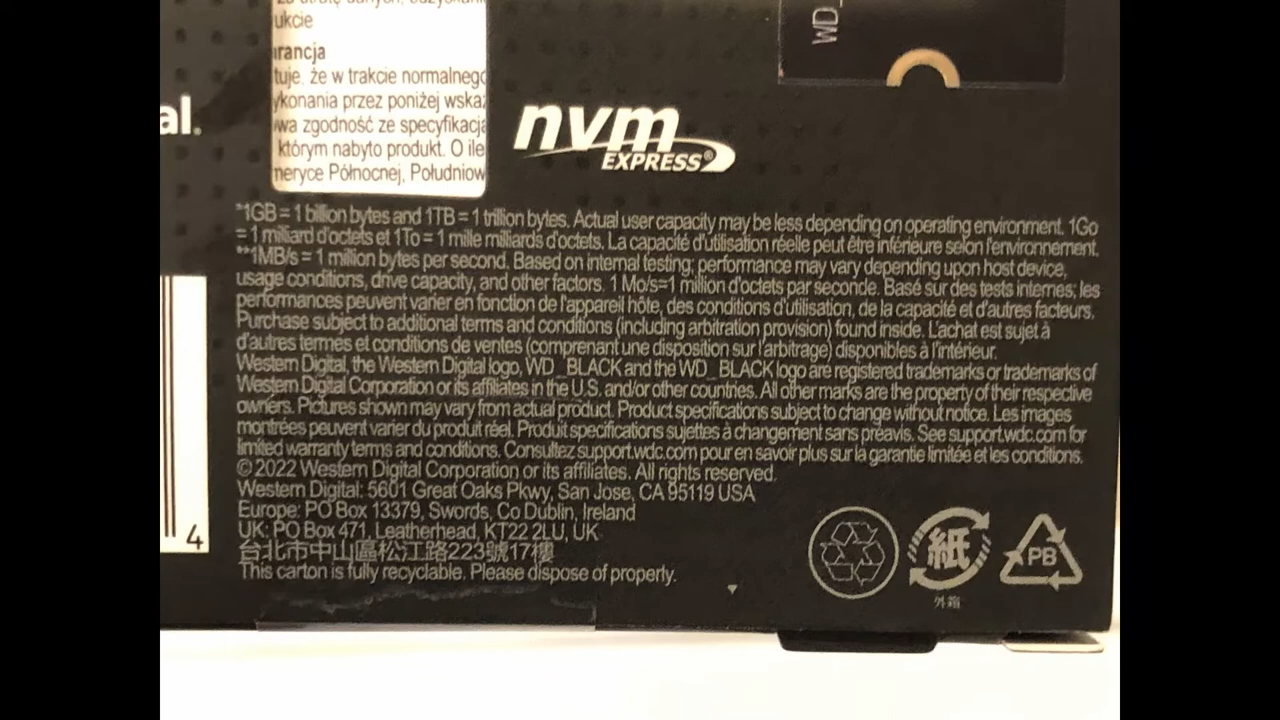 ukcie
rancja
tuje, że w trakcie normalnego
ykonania przez poniżej wska
wa zgodność ze specyfikacją
którym nabyto produkt. O ile
meryce Północnej, Południow
al.
WD_
nvm
EXPRESS®
*1GB = 1 billion bytes and 1TB = 1 trillion bytes. Actual user capacity may be less depending on operating environment. 1Go
= 1 milliard d'octets et 1To = 1 mille milliards d'octets. La capacité d'utilisation réelle peut être inférieure selon l'environnement.
**1MB/s = 1 million bytes per second. Based on internal testing; performance may vary depending upon host device,
usage conditions, drive capacity, and other factors. 1 Mo/s=1 million d'octets par seconde. Basé sur des tests internes; les
performances peuvent varier en fonction de l'appareil hôte, des conditions d'utilisation, de la capacité et d'autres facteurs.
Purchase subject to additional terms and conditions (including arbitration provision) found inside. L'achat est sujet à
d'autres termes et conditions de ventes (comprenant une disposition sur l'arbitrage) disponibles à l'intérieur.
Western Digital, the Western Digital logo, WD_BLACK and the WD_BLACK logo are registered trademarks or trademarks of
Western Digital Corporation or its affiliates in the U.S. and/or other countries. All other marks are the property of their respective
owners. Pictures shown may vary from actual product. Product specifications subject to change without notice. Les images
montrées peuvent varier du produit réel. Produit specifications sujettes à changement sans préavis. See support.wdc.com for
limited warranty terms and conditions. Consultez support.wdc.com pour en savoir plus sur la garantie limitée et les conditions.
© 2022 Western Digital Corporation or its affiliates. All rights reserved.
Western Digital: 5601 Great Oaks Pkwy, San Jose, CA 95119 USA
Europe: PO Box 13379, Swords, Co Dublin, Ireland
UK: PO Box 471, Leatherhead, KT22 2LU, UK
台北市中山區松江路223號17樓
This carton is fully recyclable. Please dispose of properly.
4
紙
外箱
PB